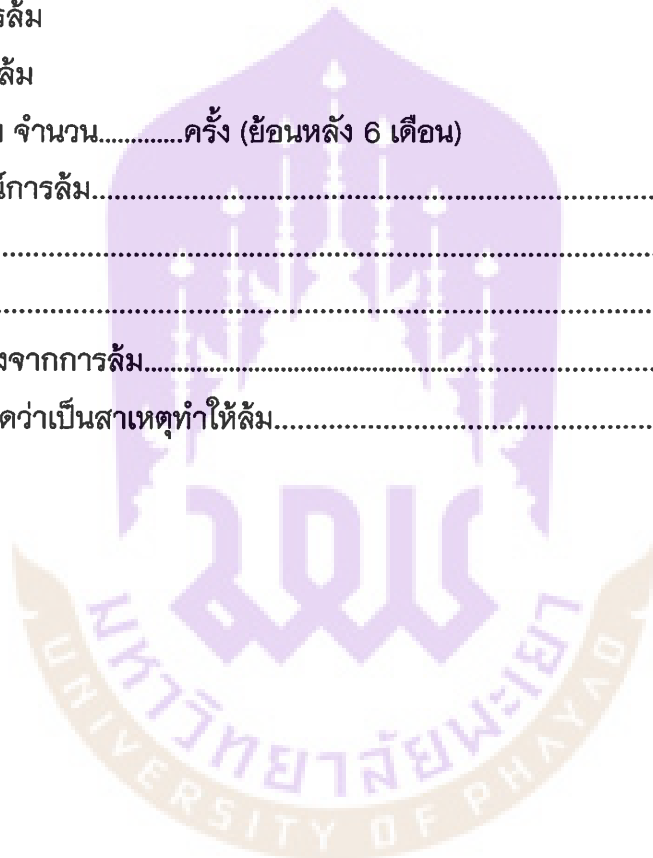 รล้ม
ล้ม
จำนวน.............ครั้ง (ย้อนหลัง 6 เดือน)
การล้ม........................................................................................
........................................................................................................
........................................................................................................
งจากการล้ม................................................................................
ดว่าเป็นสาเหตุทำให้ล้ม.............................................................
มพ
มหาวิทยาลัยพะเยา
UNIVERSITY OF PHAYAO